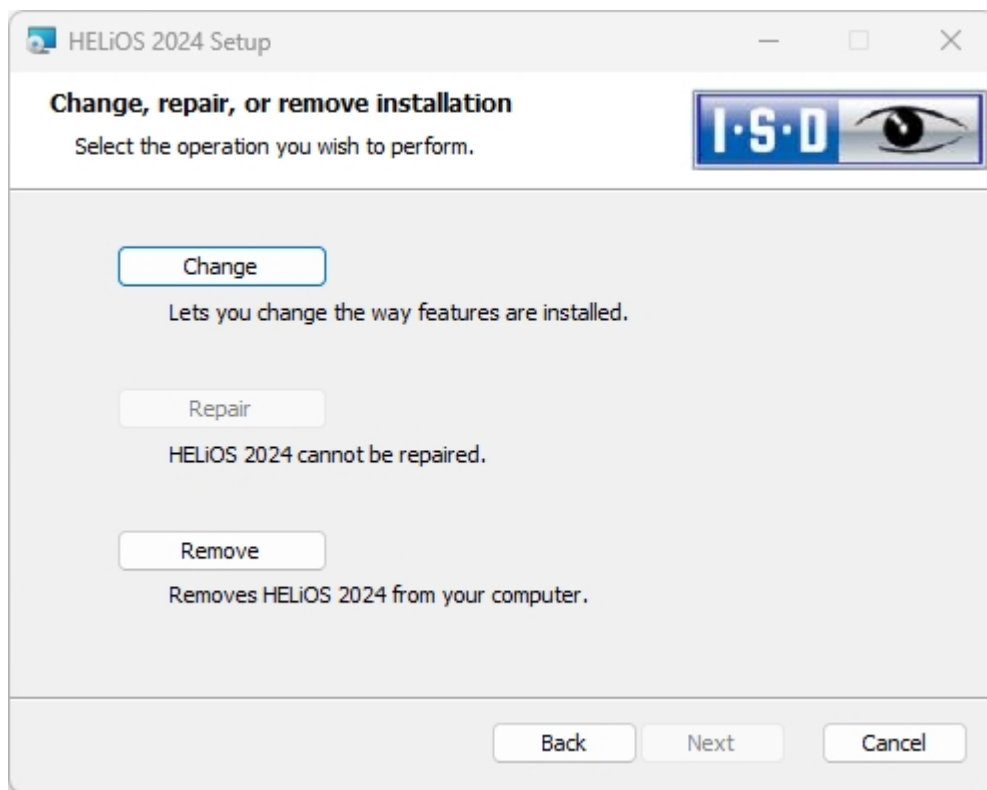 HELiOS 2024 Setup
Change, repair, or remove installation
Select the operation you wish to perform.
I·S·D
Change
Lets you change the way features are installed.
Repair
HELiOS 2024 cannot be repaired.
Remove
Removes HELiOS 2024 from your computer.
Back Next Cancel